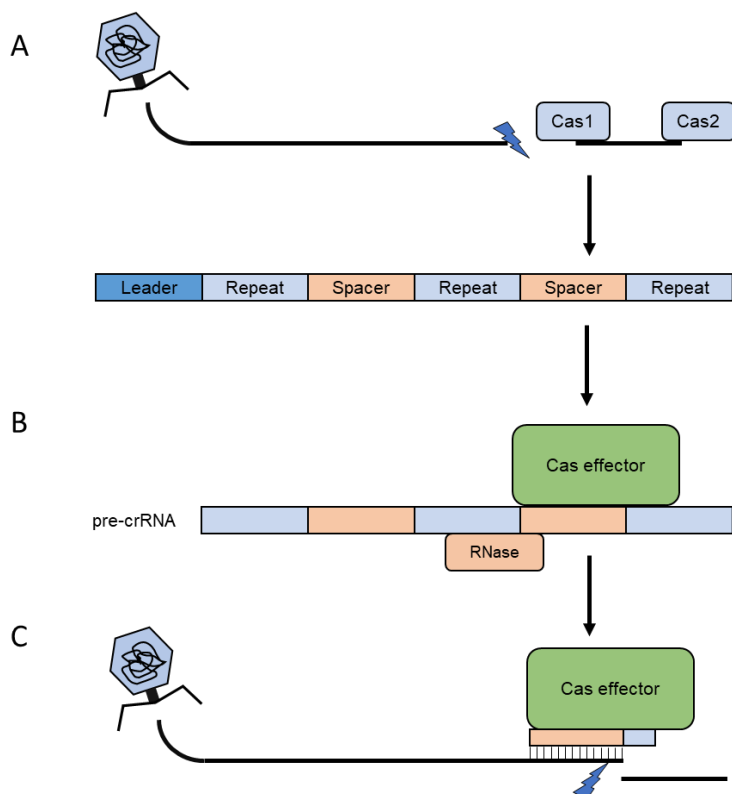 A
Cas1 Cas2
Leader Repeat Spacer Repeat Spacer Repeat
B
Cas effector
pre-crRNA
RNase
C
Cas effector